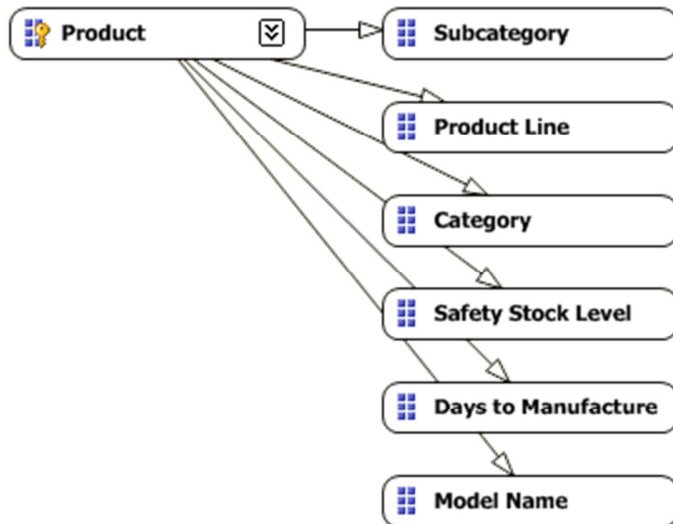 Product
Subcategory
Product Line
Category
Safety Stock Level
Days to Manufacture
Model Name